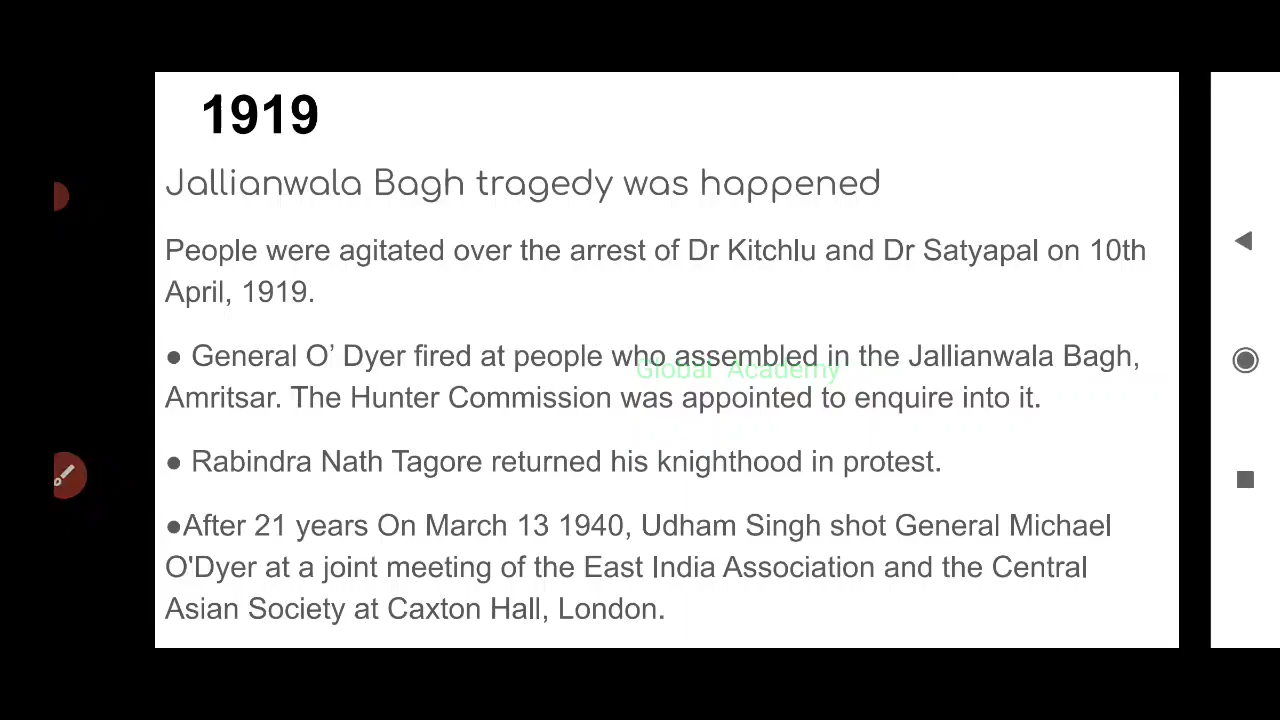 1919
Jallianwala Bagh tragedy was happened
People were agitated over the arrest of Dr Kitchlu and Dr Satyapal on 10th
April, 1919.
● General O’ Dyer fired at people who assembled in the Jallianwala Bagh,
Global Academy
Amritsar. The Hunter Commission was appointed to enquire into it.
● Rabindra Nath Tagore returned his knighthood in protest.
●After 21 years On March 13 1940, Udham Singh shot General Michael
O'Dyer at a joint meeting of the East India Association and the Central
Asian Society at Caxton Hall, London.